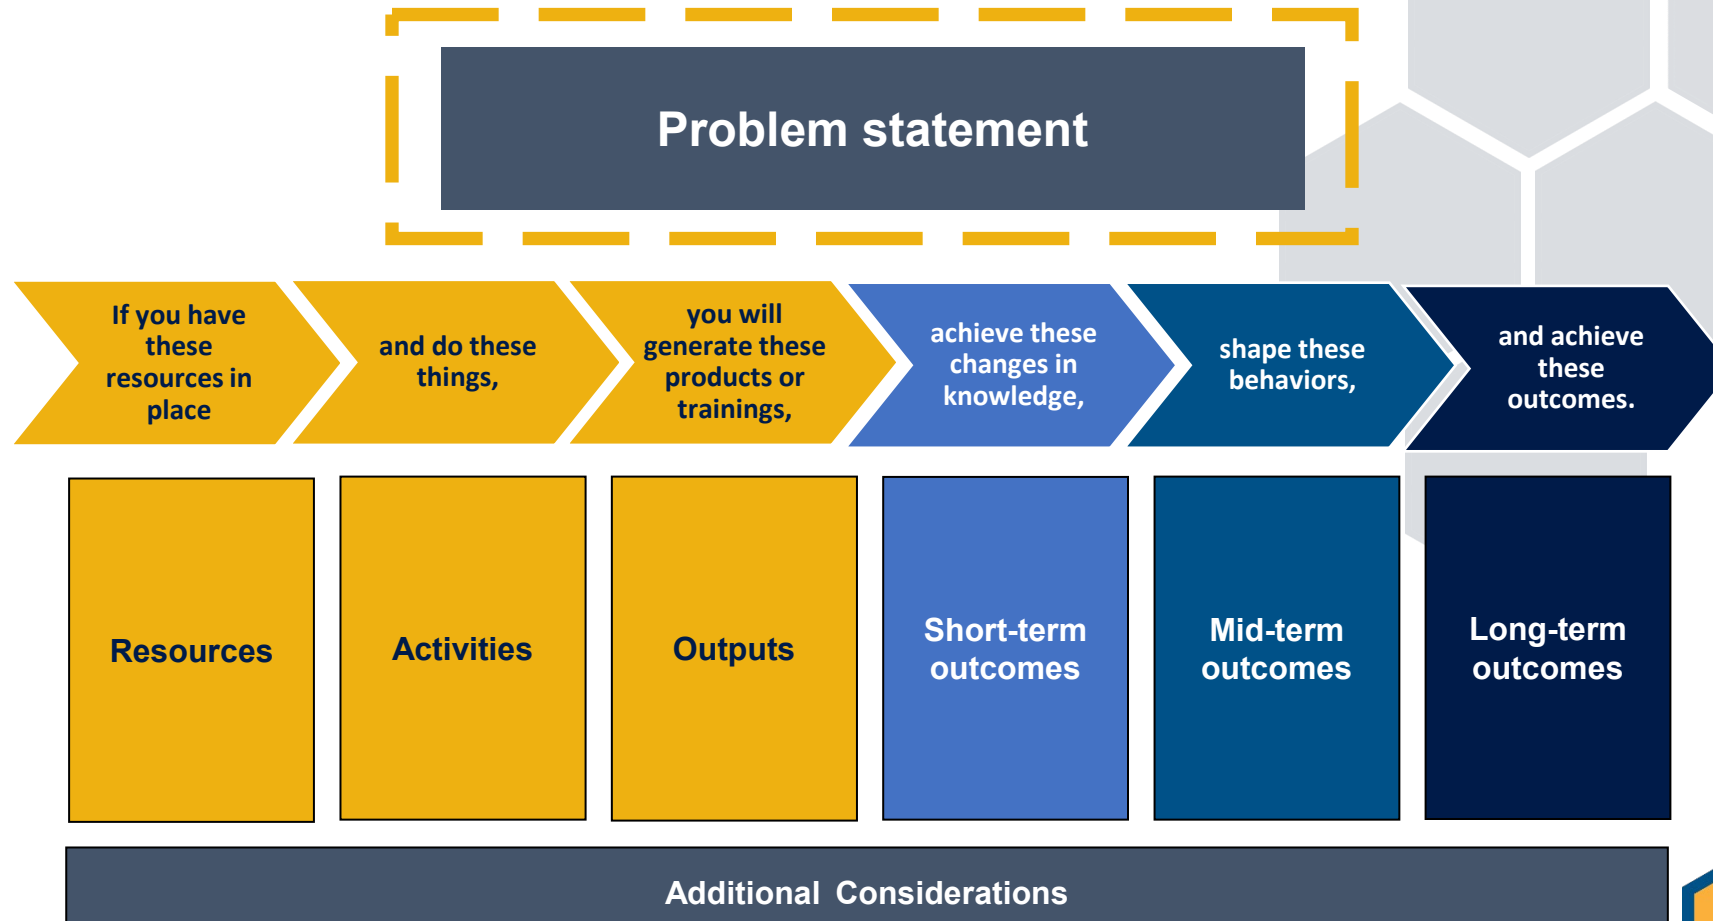 Problem statement
If you have
these
resources in
place
and do these
things,
you will
generate these
products or
trainings,
achieve these
changes in
knowledge,
shape these
behaviors,
and achieve
these
outcomes.
Resources
Activities
Outputs
Short-term
outcomes
Mid-term
outcomes
Long-term
outcomes
Additional Considerations